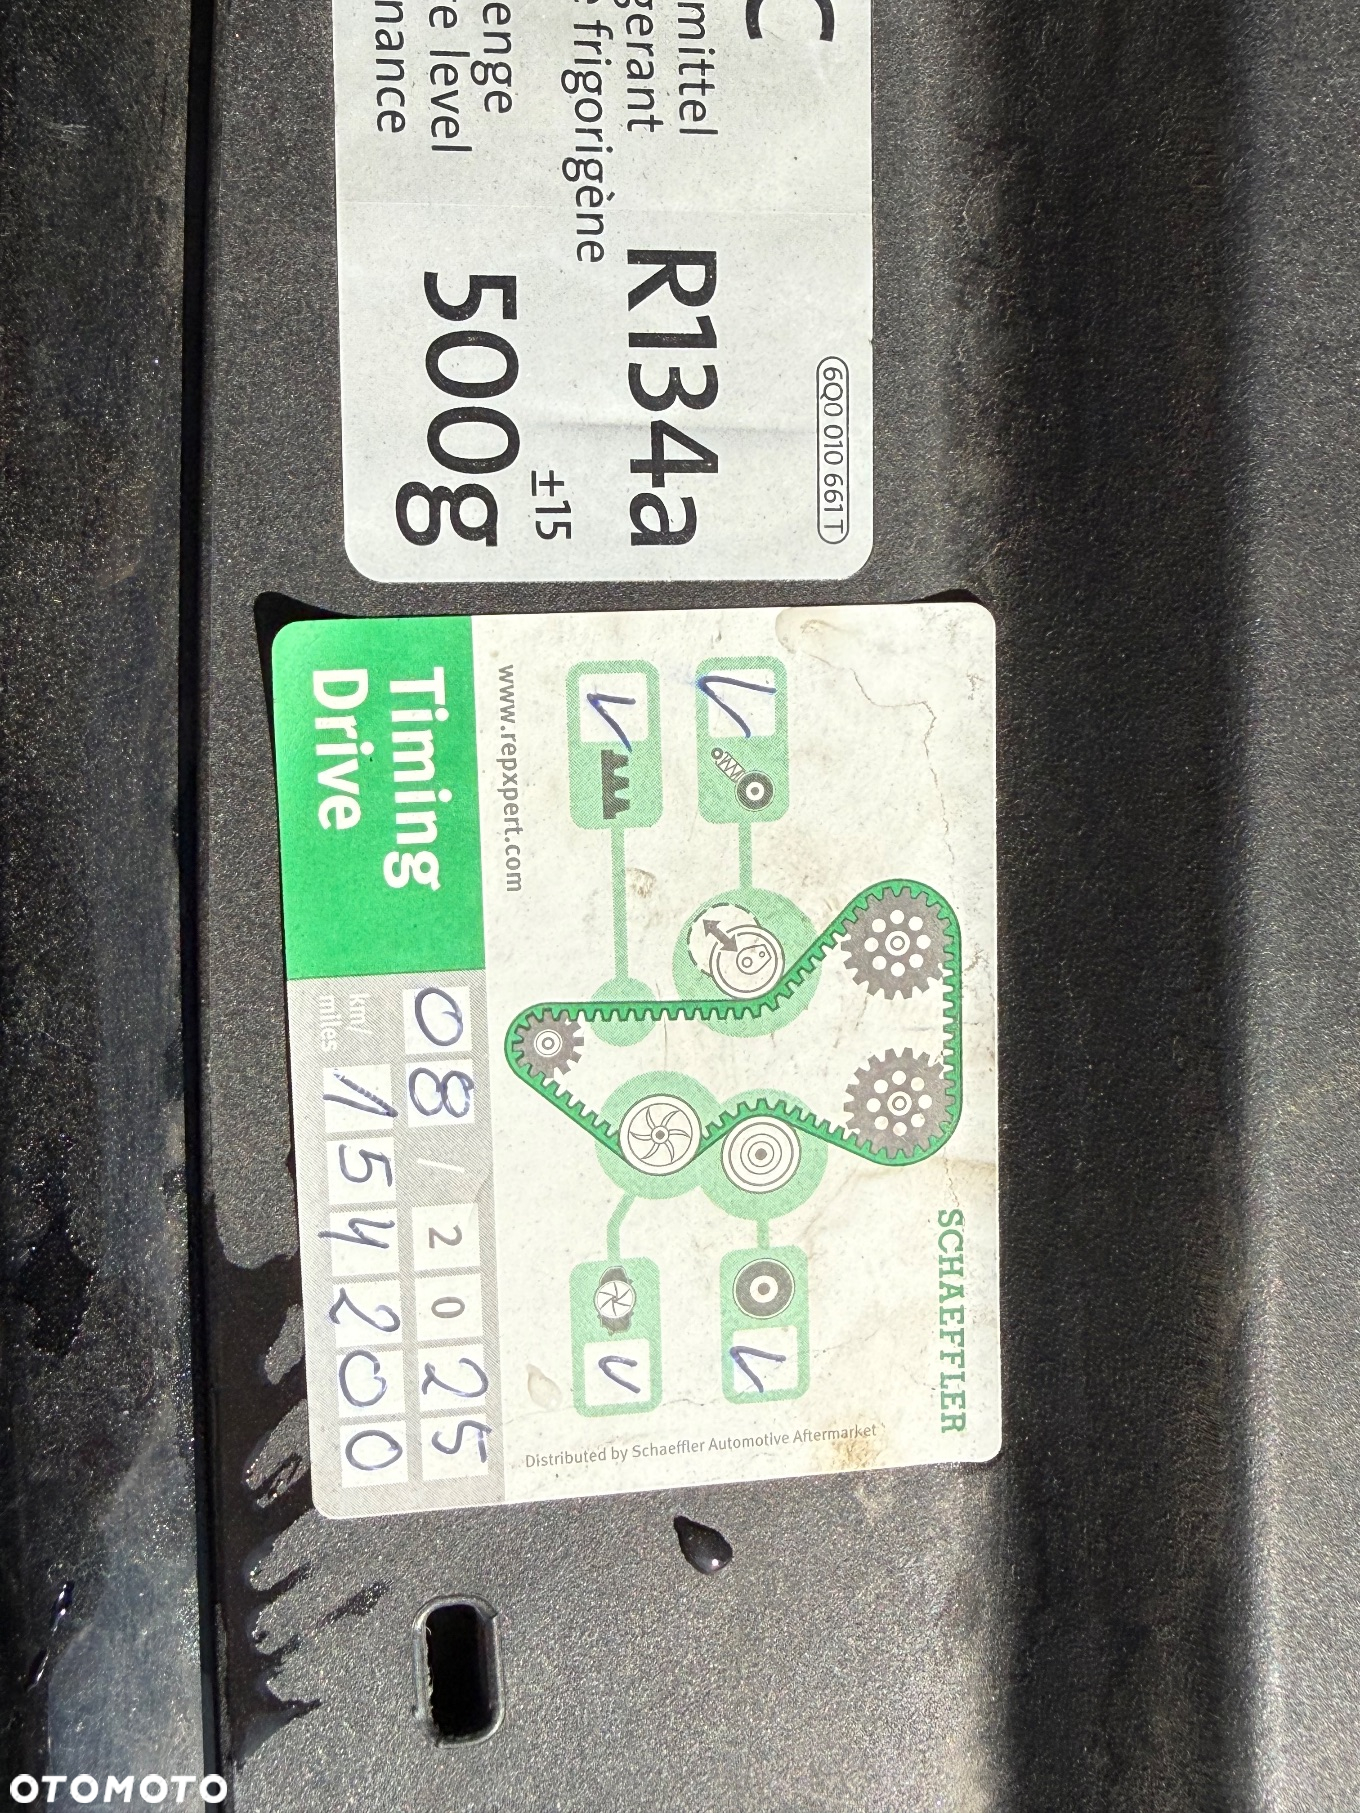 C
mittel
gerant
frigorigène
R134a
enge
e level
nance
500g
±15
6Q0 010 661 T
SCHAEFFLER
www.repxpert.com
Distributed by Schaeffler Automotive Aftermarket
Timing
Drive
08 / 2025
km/
miles
154200
OTOMOTO